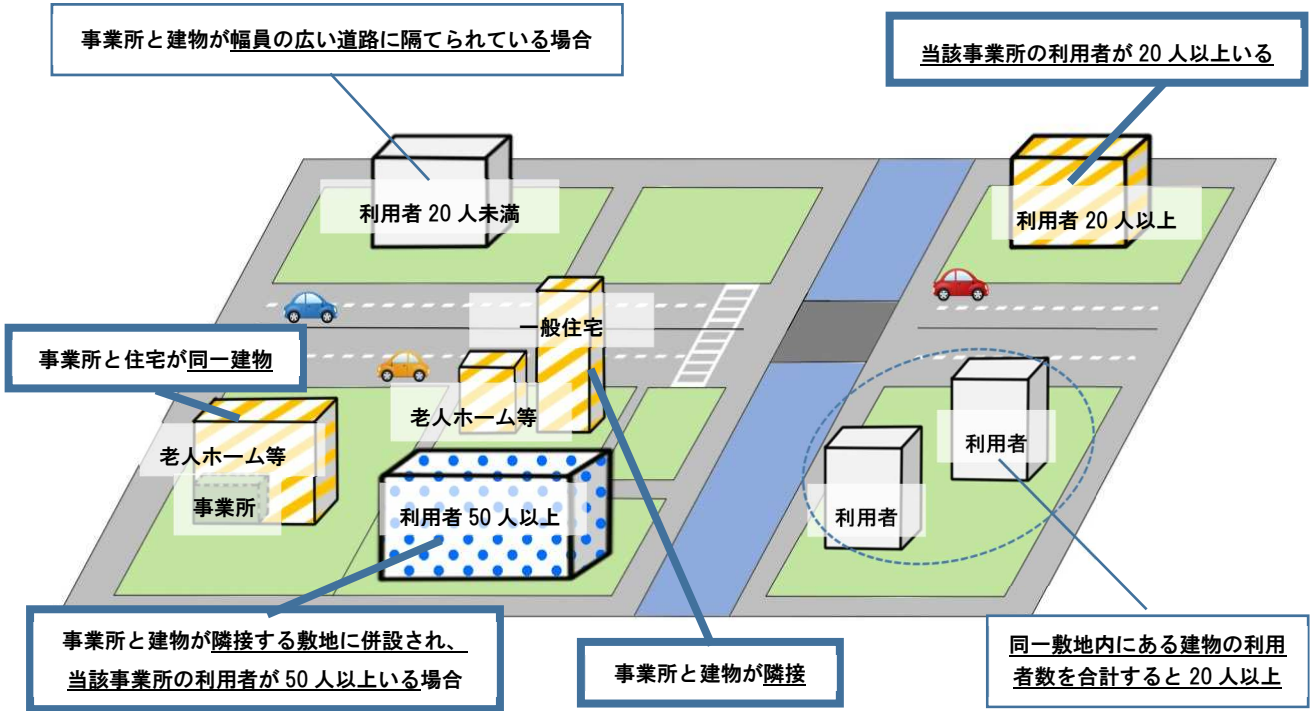 事業所と建物が幅員の広い道路に隔てられている場合
当該事業所の利用者が 20 人以上いる
利用者 20 人未満
利用者 20 人以上
一般住宅
事業所と住宅が同一建物
老人ホーム等
老人ホーム等
事業所
利用者 50 人以上
利用者
利用者
事業所と建物が隣接する敷地に併設され、
当該事業所の利用者が 50 人以上いる場合
事業所と建物が隣接
同一敷地内にある建物の利用
者数を合計すると 20 人以上